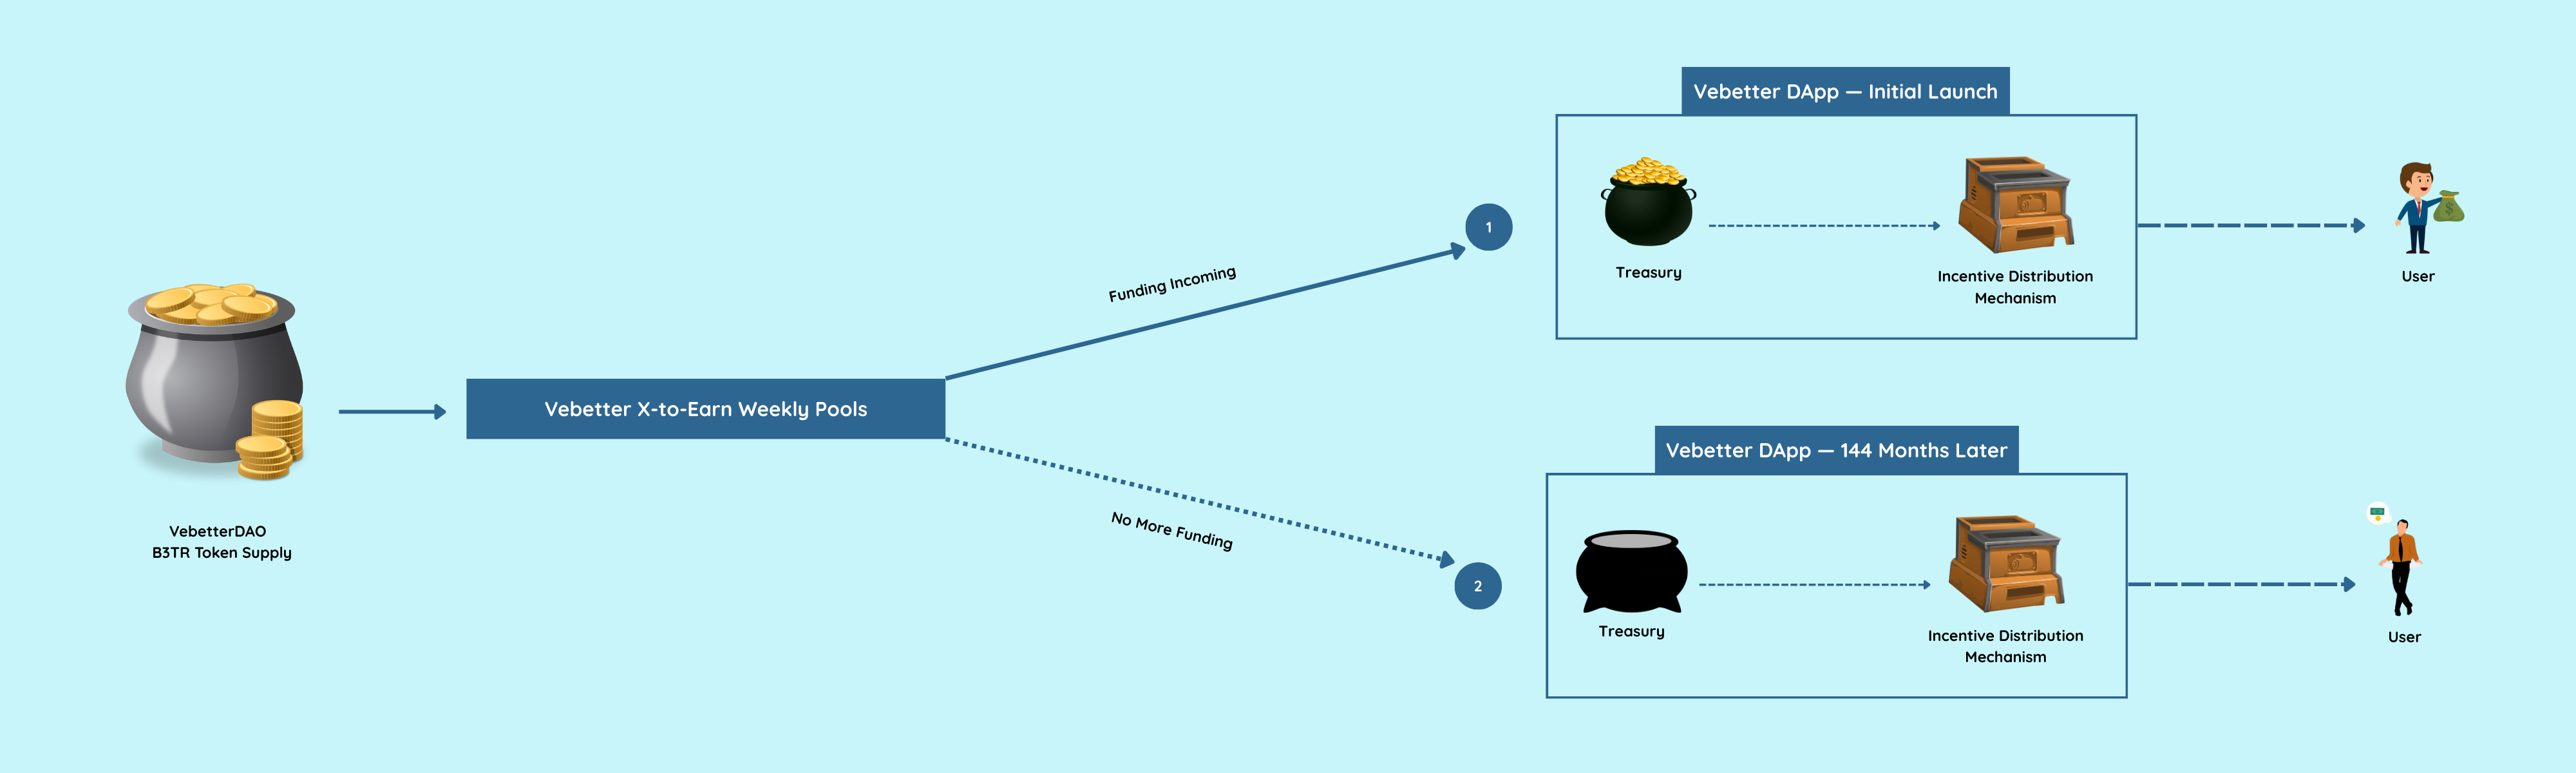 VebetterDAO
B3TR Token Supply
Vebetter X-to-Earn Weekly Pools
Funding Incoming
No More Funding
1
Vebetter DApp — Initial Launch
Treasury
Incentive Distribution
Mechanism
User
2
Vebetter DApp — 144 Months Later
Treasury
Incentive Distribution
Mechanism
User